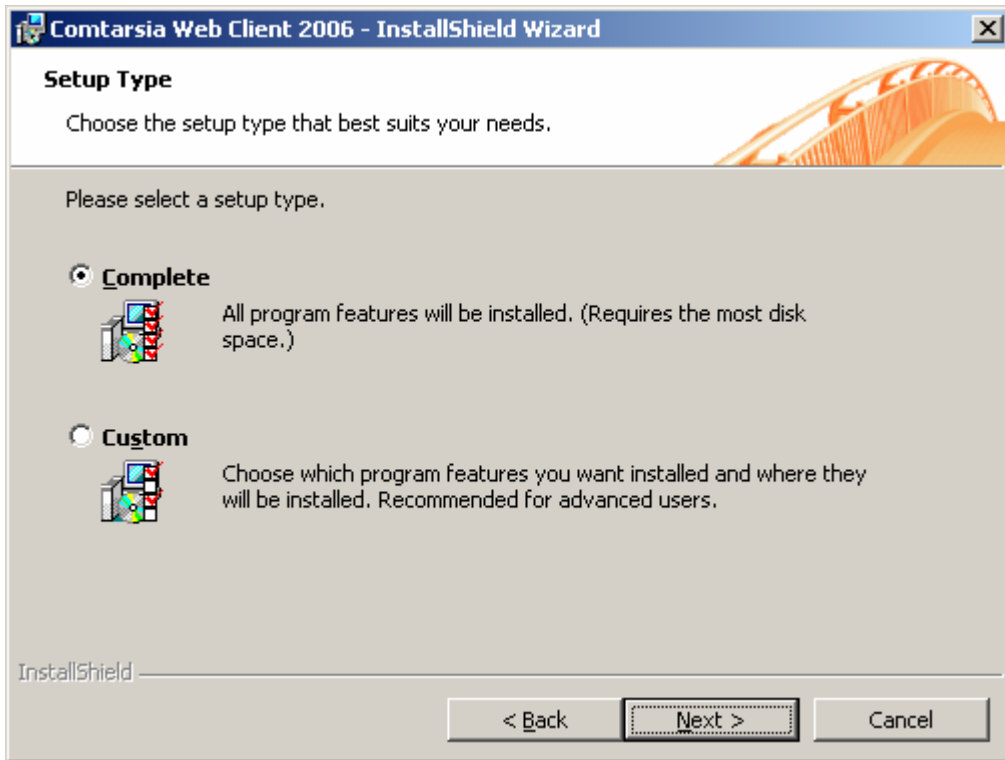 Comtarsia Web Client 2006 - InstallShield Wizard
Setup Type
Choose the setup type that best suits your needs.
Please select a setup type.
Complete
All program features will be installed. (Requires the most disk
space.)
Custom
Choose which program features you want installed and where they
will be installed. Recommended for advanced users.
InstallShield
< Back
Next >
Cancel